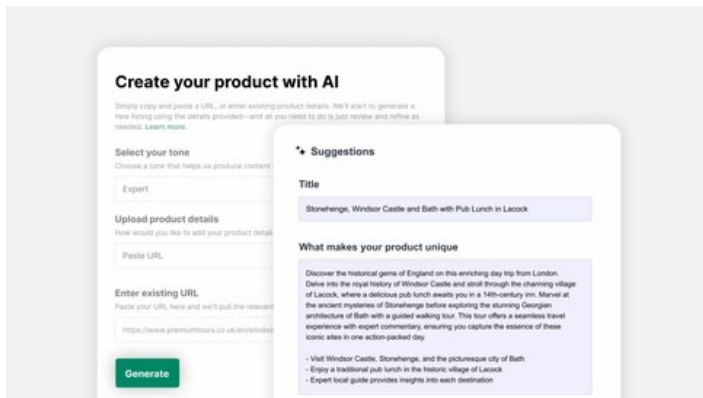 Create your product with AI
Simply copy and paste a URL, or enter existing product details. We'll start to generate a
new listing using the details provided—and all you need to do is just review and refine as
needed. Learn more.
Select your tone
Choose a tone that helps us produce content
Expert
Upload product details
How would you like to add your product detail
Paste URL
Enter existing URL
Paste your URL here and we'll pull the relevant
https://www.premiumtours.co.uk/en/windso
Generate
Suggestions
Title
Stonehenge, Windsor Castle and Bath with Pub Lunch in Lacock
What makes your product unique
Discover the historical gems of England on this enriching day trip from London.
Delve into the royal history of Windsor Castle and stroll through the charming village
of Lacock, where a delicious pub lunch awaits you in a 14th-century inn. Marvel at
the ancient mysteries of Stonehenge before exploring the stunning Georgian
architecture of Bath with a guided walking tour. This tour offers a seamless travel
experience with expert commentary, ensuring you capture the essence of these
iconic sites in one action-packed day.
- Visit Windsor Castle, Stonehenge, and the picturesque city of Bath
- Enjoy a traditional pub lunch in the historic village of Lacock
- Expert local guide provides insights into each destination